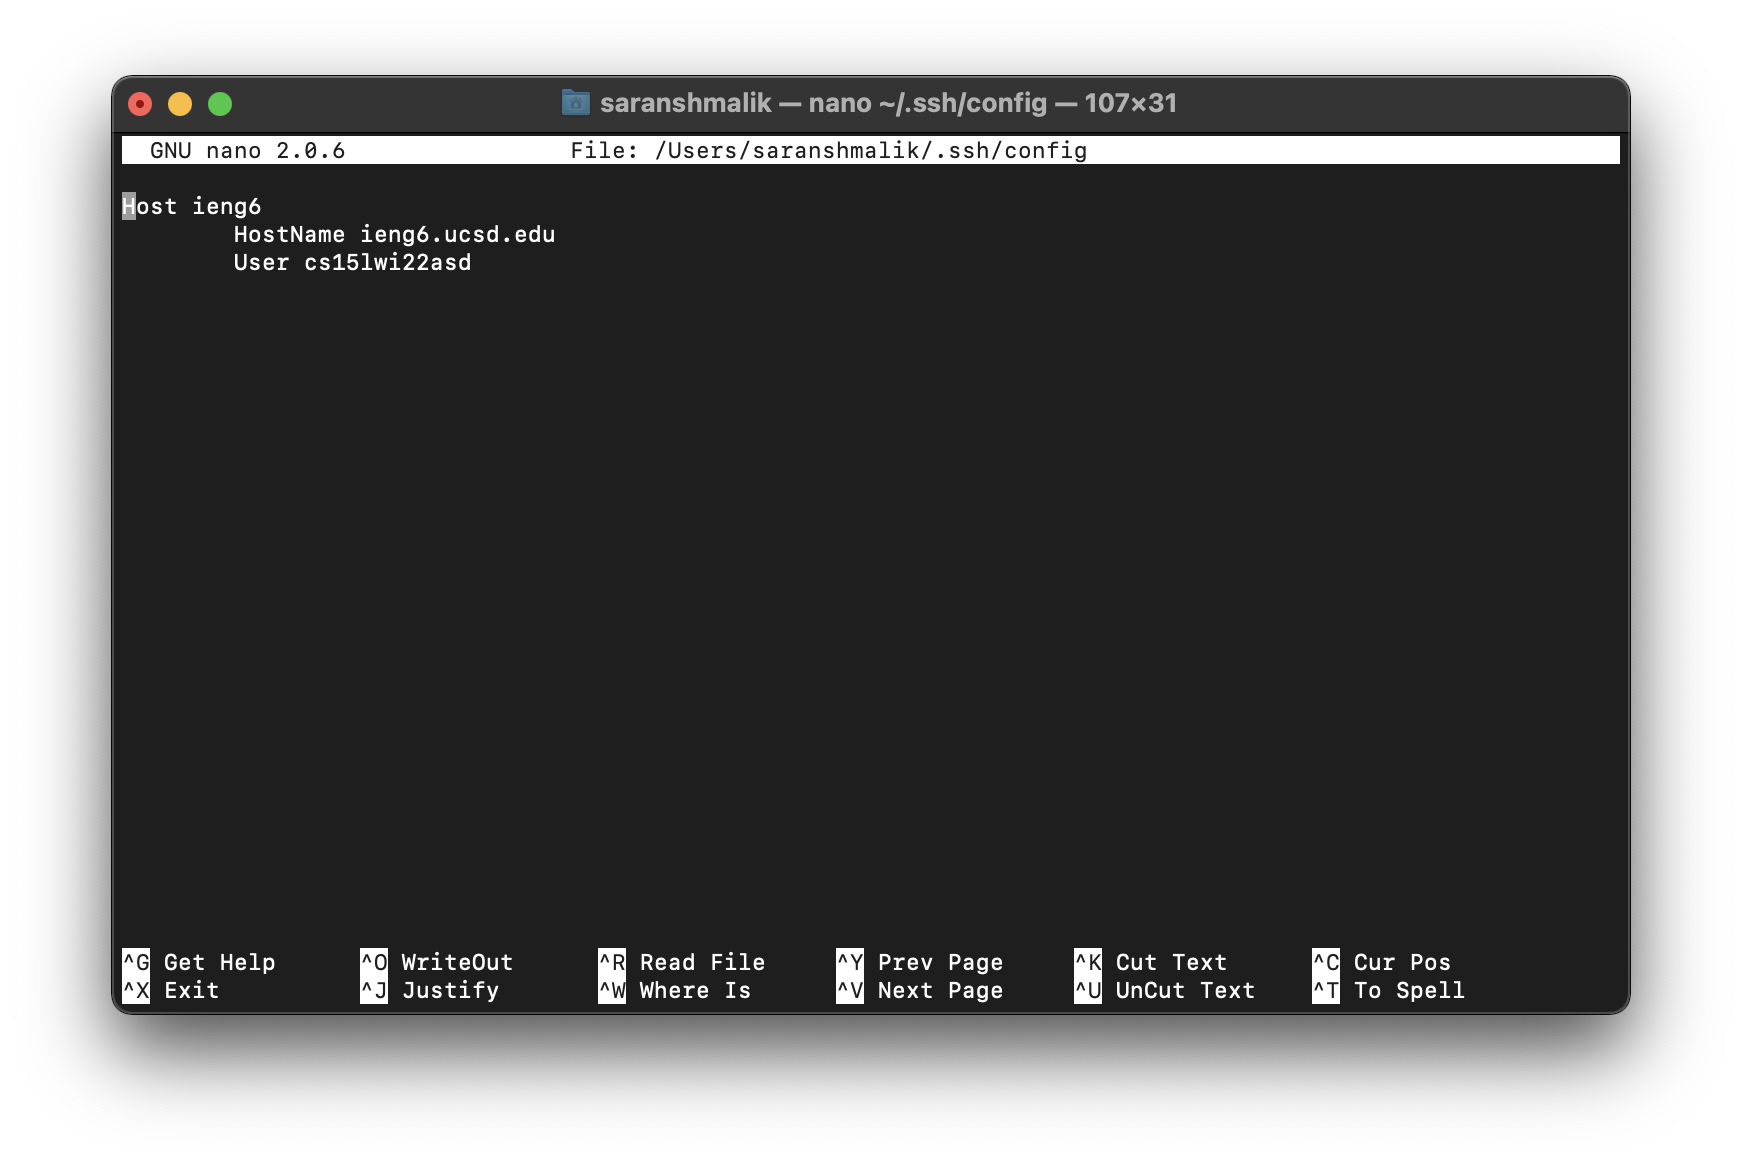 saranshmalik — nano ~/.ssh/config — 107×31
GNU nano 2.0.6 File: /Users/saranshmalik/.ssh/config
Host ieng6
HostName ieng6.ucsd.edu
User cs15lwi22asd
^G Get Help ^O WriteOut ^R Read File ^Y Prev Page ^K Cut Text ^C Cur Pos
^X Exit ^J Justify ^W Where Is ^V Next Page ^U UnCut Text ^T To Spell